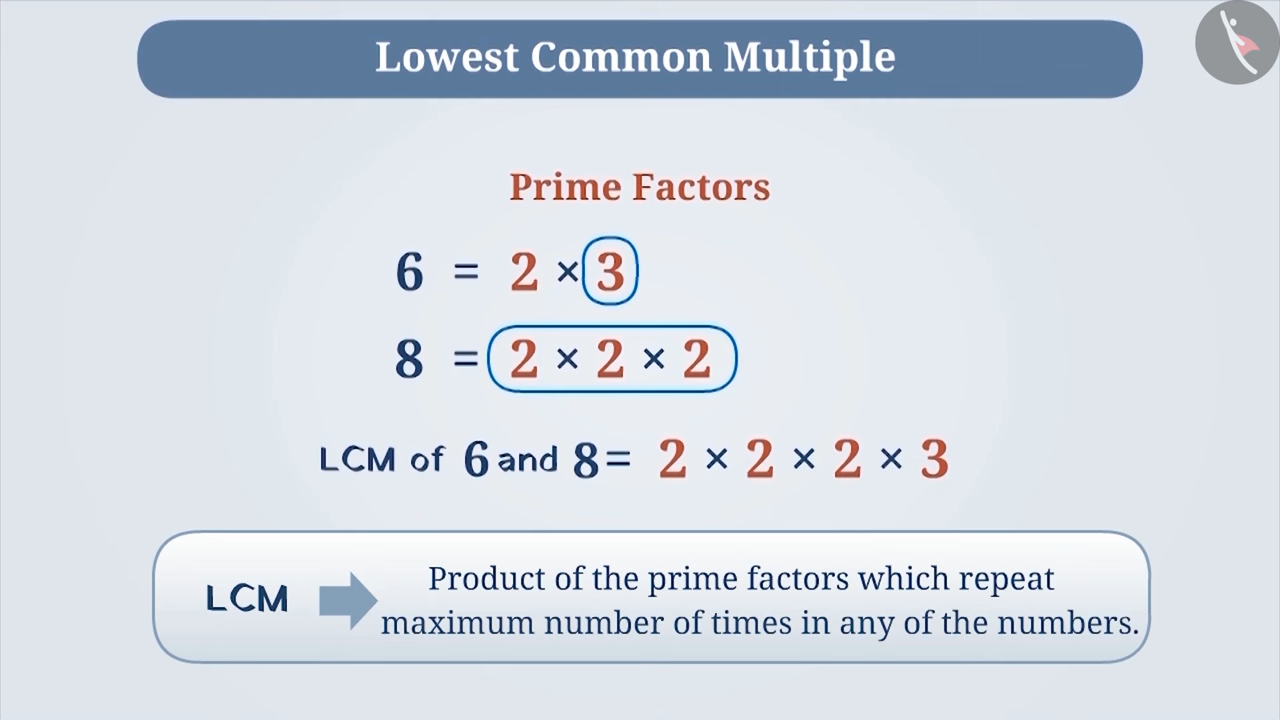 Lowest Common Multiple
Prime Factors
6 = 2 × 3
8 = 2 × 2 × 2
LCM of 6 and 8 = 2 × 2 × 2 × 3
LCM Product of the prime factors which repeat
maximum number of times in any of the numbers.